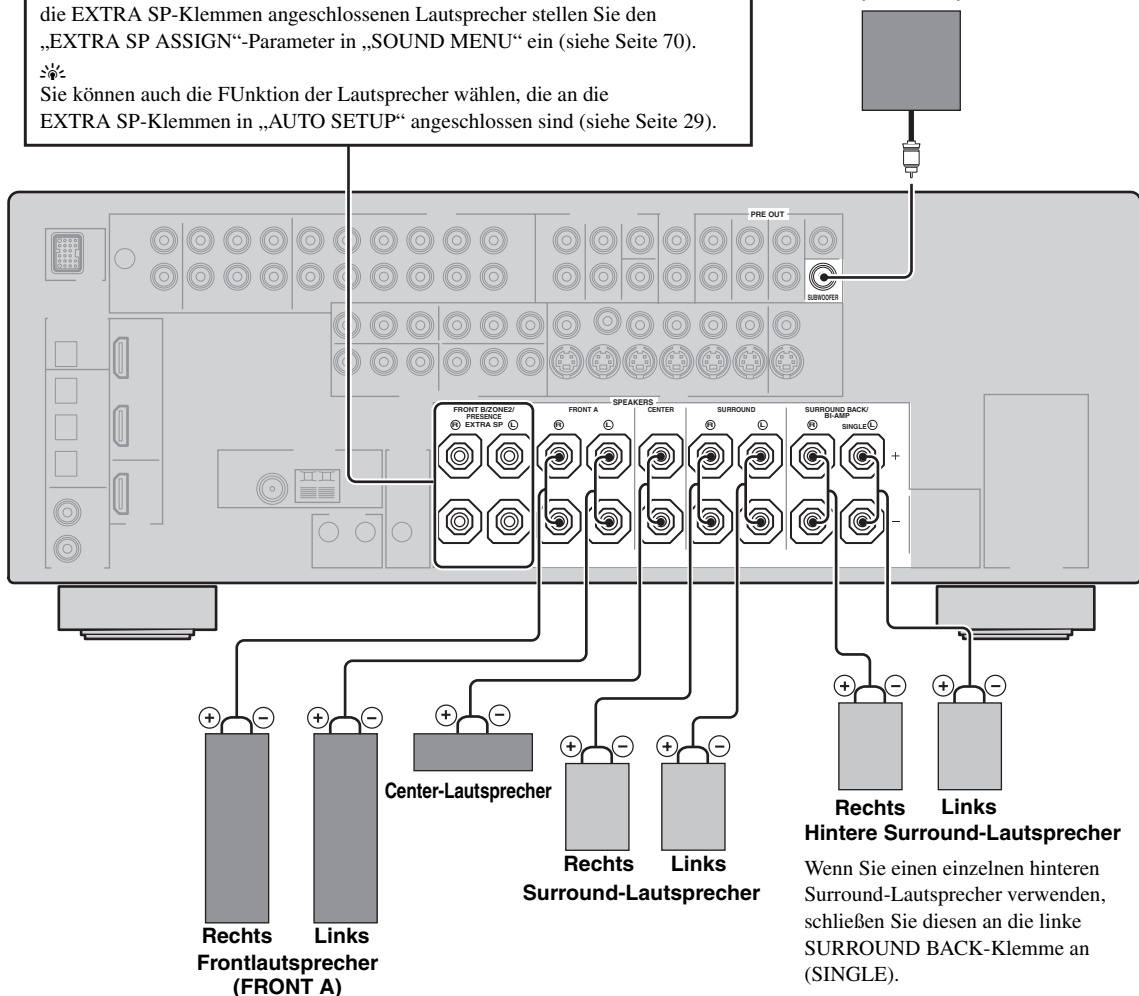 die EXTRA SP-Klemmen angeschlossenen Lautsprecher stellen Sie den
„EXTRA SP ASSIGN“-Parameter in „SOUND MENU“ ein (siehe Seite 70).
Sie können auch die FUnktion der Lautsprecher wählen, die an die
EXTRA SP-Klemmen in „AUTO SETUP“ angeschlossen sind (siehe Seite 29).
PRE OUT
SUBWOOFER
SPEAKERS
FRONT B/ZONE2/
PRESENCE
R EXTRA SP L
FRONT A
R L
CENTER
SURROUND
R L
SURROUND BACK/
BI-AMP
R SINGLE L
+
–
+ –
+ –
+ –
+ –
+ –
+ –
+ –
Center-Lautsprecher
Rechts Links
Surround-Lautsprecher
Rechts Links
Hintere Surround-Lautsprecher
Wenn Sie einen einzelnen hinteren
Surround-Lautsprecher verwenden,
schließen Sie diesen an die linke
SURROUND BACK-Klemme an
(SINGLE).
Rechts Links
Frontlautsprecher
(FRONT A)